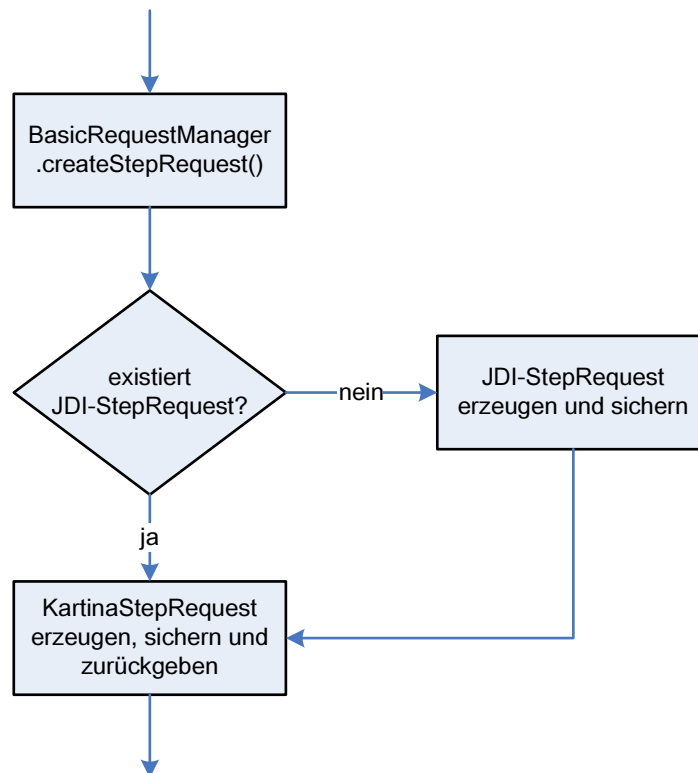 BasicRequestManager
.createStepRequest()
existiert
JDI-StepRequest?
nein
JDI-StepRequest
erzeugen und sichern
ja
KartinaStepRequest
erzeugen, sichern und
zurückgeben